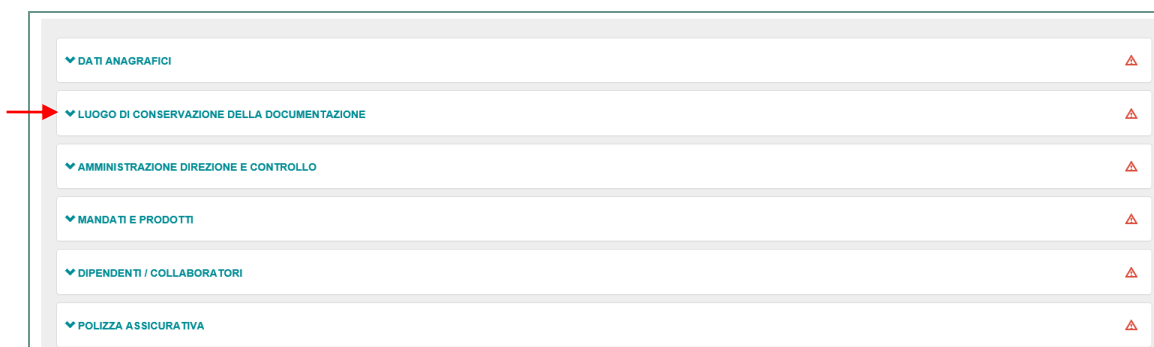 DATI ANAGRAFICI
LUOGO DI CONSERVAZIONE DELLA DOCUMENTAZIONE
AMMINISTRAZIONE DIREZIONE E CONTROLLO
MANDATI E PRODOTTI
DIPENDENTI / COLLABORATORI
POLIZZA ASSICURATIVA